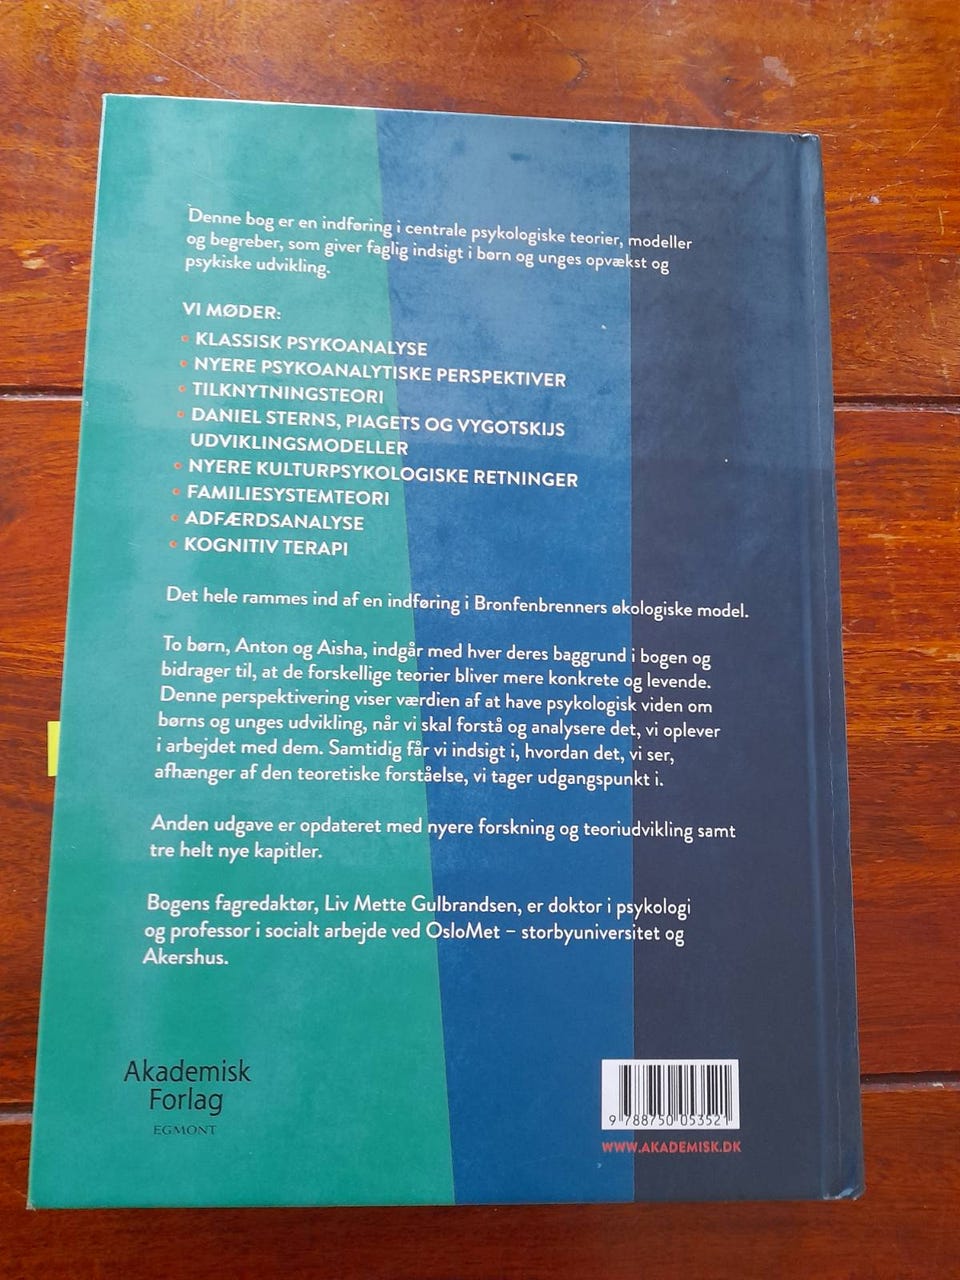 Denne bog er en indføring i centrale psykologiske teorier, modeller
og begreber, som giver faglig indsigt i børn og unges opvækst og
psykiske udvikling.
VI MØDER:
• KLASSISK PSYKOANALYSE
• NYERE PSYKOANALYTISKE PERSPEKTIVER
• TILKNYTNINGSTEORI
• DANIEL STERNS, PIAGETS OG VYGOTSKIJS
UDVIKLINGSMODELLER
• NYERE KULTURPSYKOLOGISKE RETNINGER
• FAMILIESYSTEMTEORI
• ADFÆRDSANALYSE
• KOGNITIV TERAPI
Det hele rammes ind af en indføring i Bronfenbrenners økologiske model.
To børn, Anton og Aisha, indgår med hver deres baggrund i bogen og
bidrager til, at de forskellige teorier bliver mere konkrete og levende.
Denne perspektivering viser værdien af at have psykologisk viden om
børns og unges udvikling, når vi skal forstå og analysere det, vi oplever
i arbejdet med dem. Samtidig får vi indsigt i, hvordan det, vi ser,
afhænger af den teoretiske forståelse, vi tager udgangspunkt i.
Anden udgave er opdateret med nyere forskning og teoriudvikling samt
tre helt nye kapitler.
Bogens fagredaktør, Liv Mette Gulbrandsen, er doktor i psykologi
og professor i socialt arbejde ved OsloMet – storbyuniversitet og
Akershus.
Akademisk
Forlag
EGMONT
9 788750 053521
WWW.AKADEMISK.DK